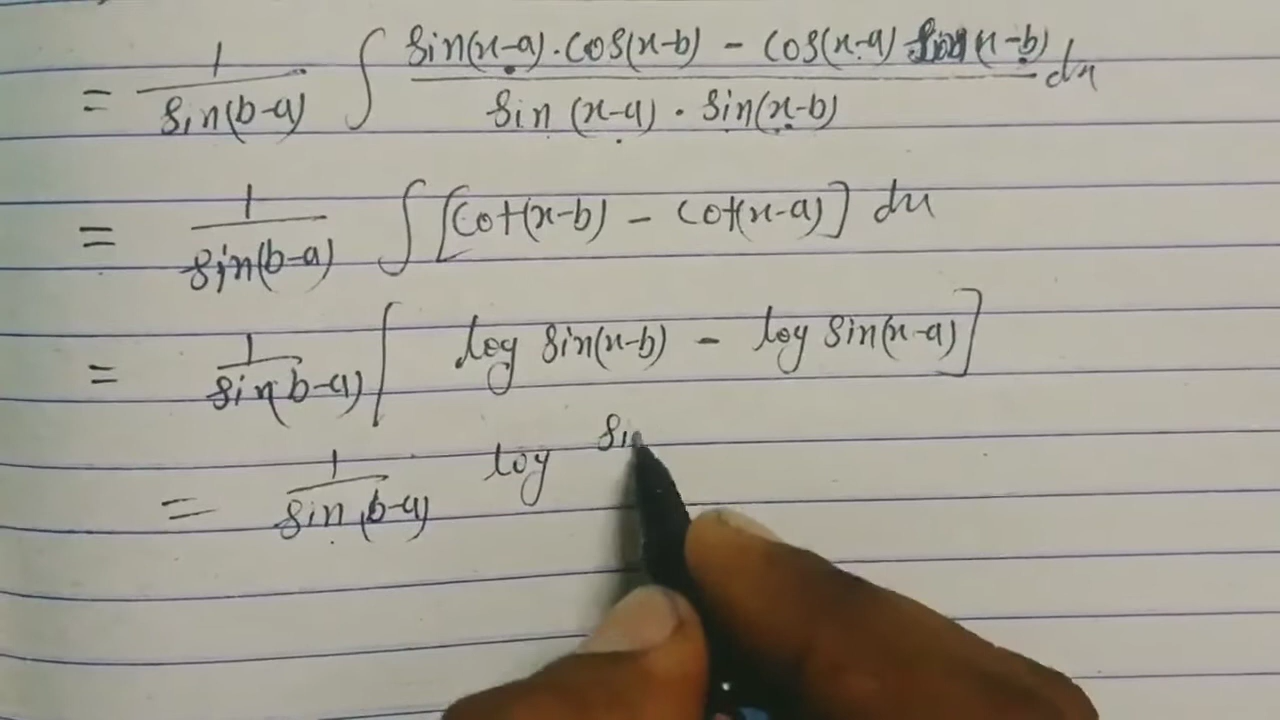 = 1/sin(b-a) ∫ sin(x-a).cos(x-b) - cos(x-a) sin(x-b)/sin (x-a) . sin(x-b) dx
= 1/sin(b-a) ∫ [cot(x-b) - cot(x-a)] dx
= 1/sin(b-a) [ log sin(x-b) - log sin(x-a)]
= 1/sin(b-a) log si